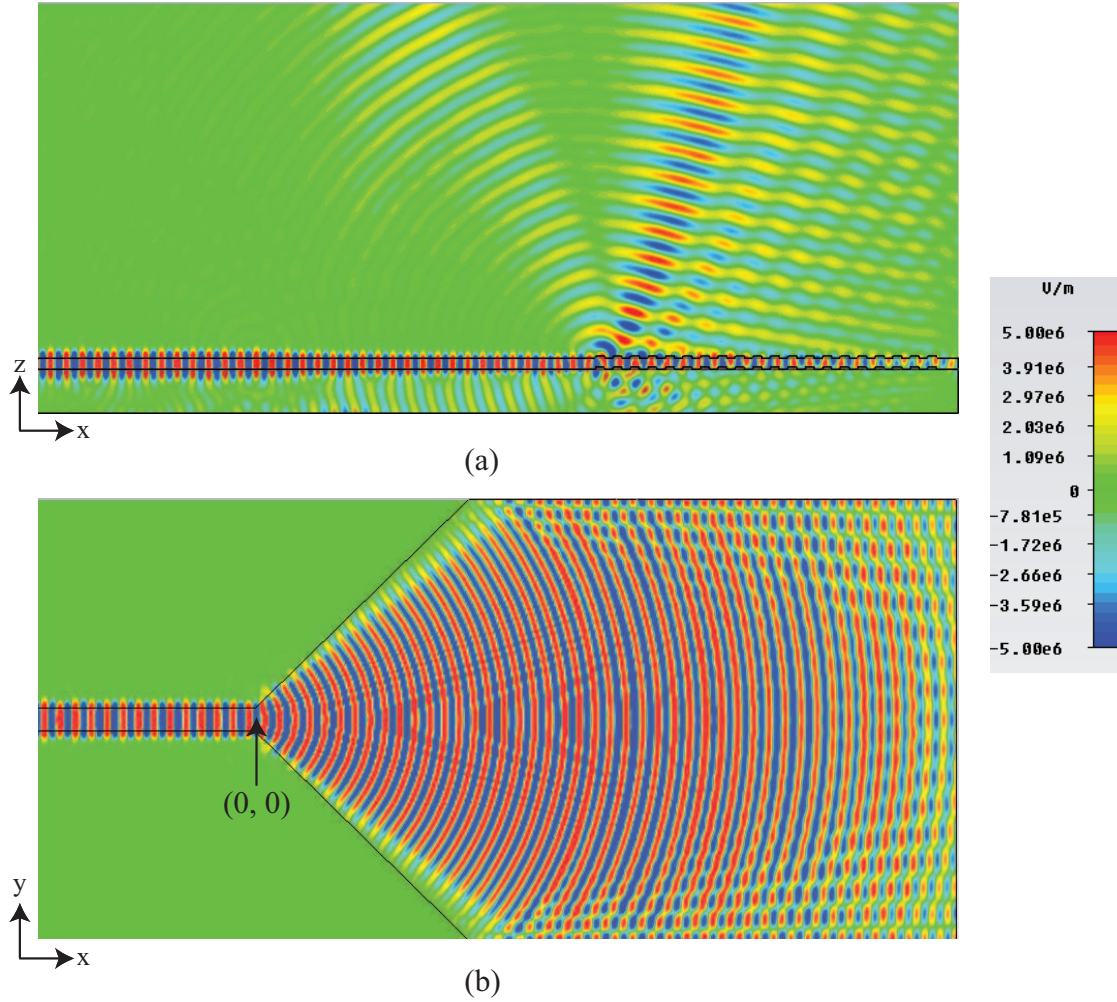 z
x
(a)
V/m
5.00e6
3.91e6
2.97e6
2.03e6
1.09e6
0
-7.81e5
-1.72e6
-2.66e6
-3.59e6
-5.00e6
(0, 0)
y
x
(b)